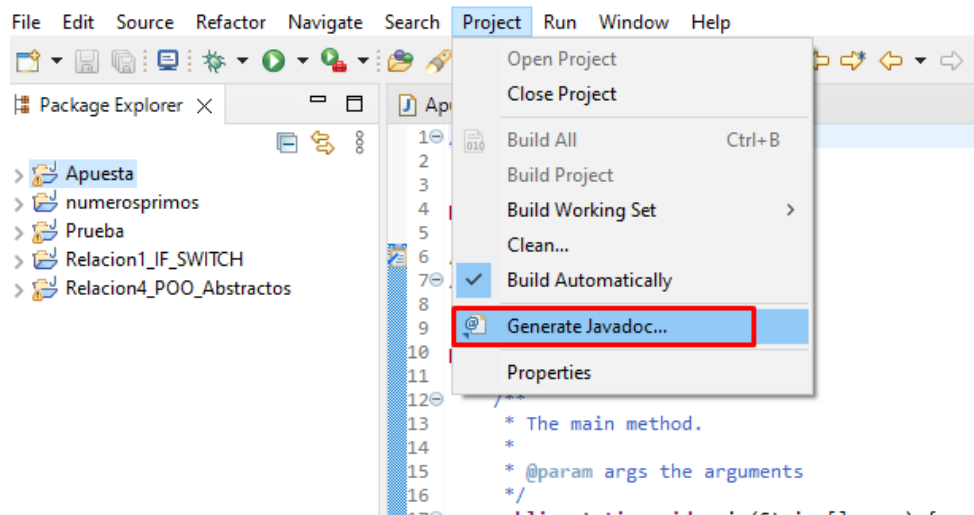 File Edit Source Refactor Navigate Search Project Run Window Help
Package Explorer
Apuesta
numerosprimos
Prueba
Relacion1_IF_SWITCH
Relacion4_POO_Abstractos
Open Project
Close Project
010 Build All Ctrl+B
Build Project
Build Working Set
Clean...
Build Automatically
@ Generate Javadoc...
Properties
J Ap
1
2
3
4
5
6
7
8
9
10
11
12 /**
13 * The main method.
14 *
15 * @param args the arguments
16 */